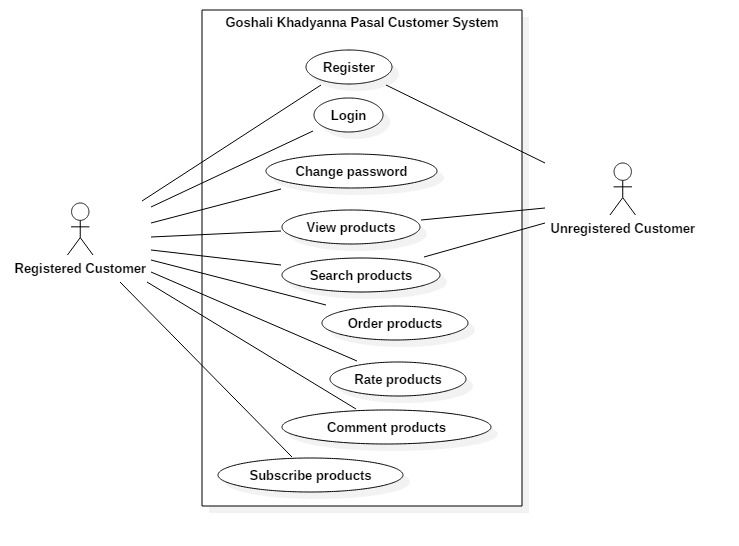 Goshali Khadyanna Pasal Customer System
Register
Login
Change password
View products
Search products
Order products
Rate products
Comment products
Subscribe products
Registered Customer
Unregistered Customer